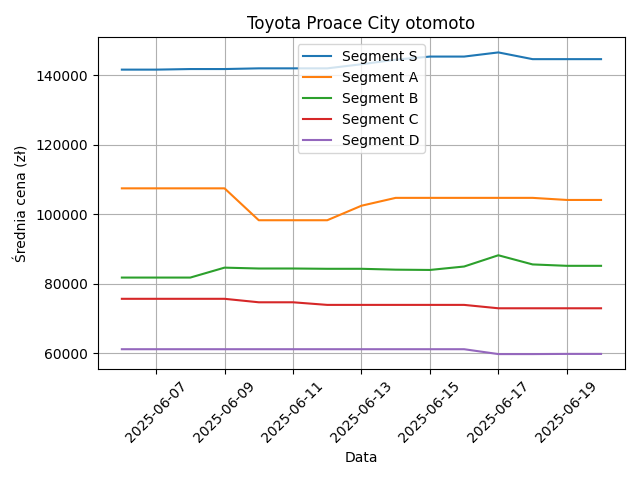 Toyota Proace City otomoto
Segment S
Segment A
Segment B
Segment C
Segment D
Średnia cena (zł)
140000
120000
100000
80000
60000
2025-06-07
2025-06-09
2025-06-11
2025-06-13
2025-06-15
2025-06-17
2025-06-19
Data